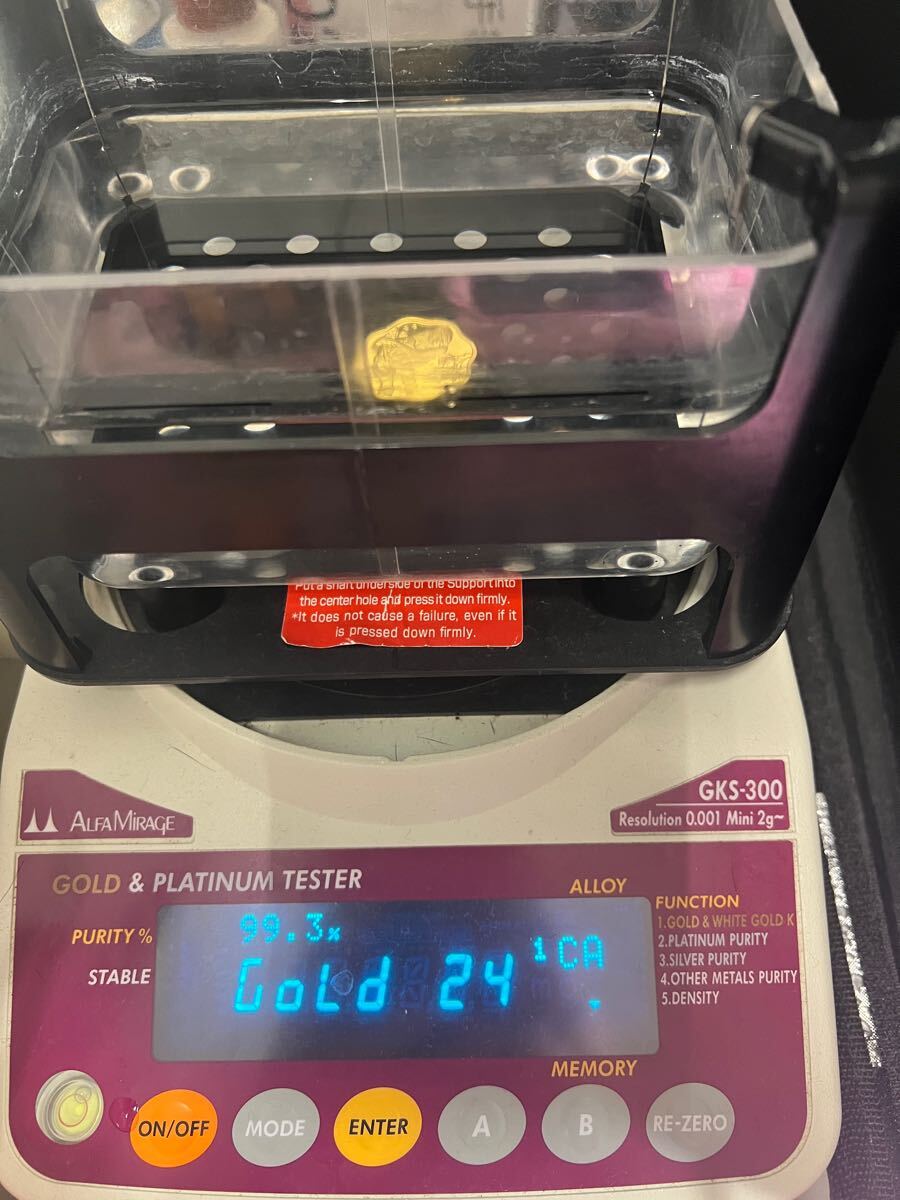 Put a shaft underside of the Support into
the center hole and press it down firmly.
*It does not cause a failure, even if it
is pressed down firmly.
ALFA MIRAGE
GKS-300
Resolution 0.001 Mini 2g~
GOLD & PLATINUM TESTER
ALLOY
PURITY %
STABLE
99.3%
Gold 24 1CA
FUNCTION
1.GOLD & WHITE GOLD K
2.PLATINUM PURITY
3.SILVER PURITY
4.OTHER METALS PURITY
5.DENSITY
MEMORY
ON/OFF
MODE
ENTER
A
B
RE-ZERO